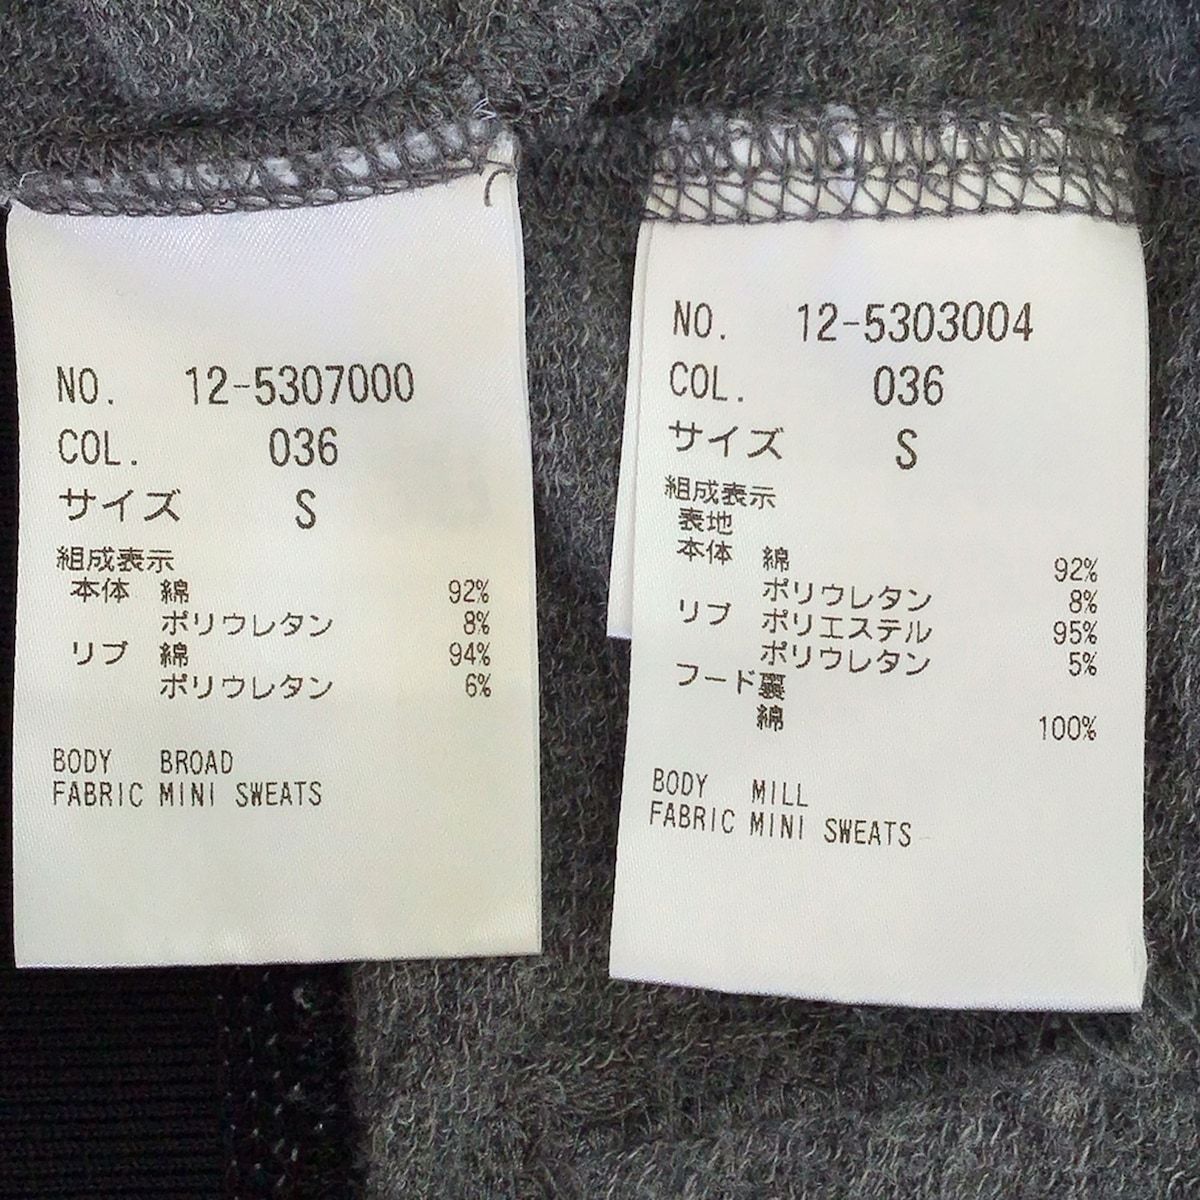 NO. 12-5307000
COL. 036
サイズ S
組成表示
本体 綿 92%
ポリウレタン 8%
リブ 綿 94%
ポリウレタン 6%
BODY BROAD
FABRIC MINI SWEATS
NO. 12-5303004
COL. 036
サイズ S
組成表示
表地
本体 綿 92%
ポリウレタン 8%
リブ ポリエステル 95%
ポリウレタン 5%
フード裏
綿 100%
BODY MILL
FABRIC MINI SWEATS